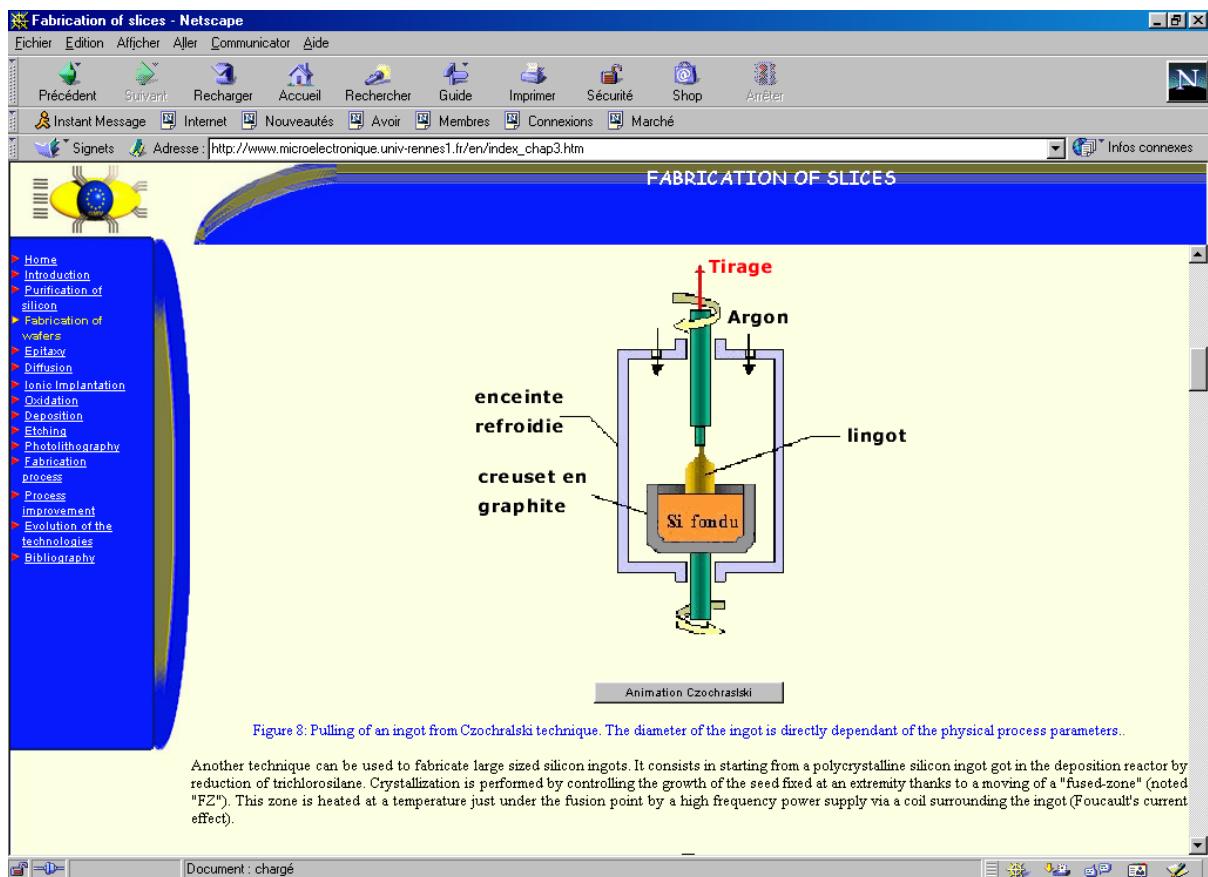 Fabrication of slices - Netscape
Fichier Edition Afficher Aller Communicator Aide
Précédent Suivant Recharger Accueil Rechercher Guide Imprimer Sécurité Shop Arrêter
N
Instant Message Internet Nouveautés Avoir Membres Connexions Marché
Signets Adresse : http://www.microelectronique.univ-rennes1.fr/en/index_chap3.htm Infos connexes
FABRICATION OF SLICES
Home
Introduction
Purification of
silicon
Fabrication of
wafers
Epitaxy
Diffusion
Ionic Implantation
Oxidation
Deposition
Etching
Photolithography
Fabrication
process
Process
improvement
Evolution of the
technologies
Bibliography
Tirage
Argon
enceinte
refroidie
lingot
creuset en
graphite
Si fondu
Animation Czochraslski
Figure 8: Pulling of an ingot from Czochralski technique. The diameter of the ingot is directly dependant of the physical process parameters..
Another technique can be used to fabricate large sized silicon ingots. It consists in starting from a polycrystalline silicon ingot got in the deposition reactor by
reduction of trichlorosilane. Crystallization is performed by controlling the growth of the seed fixed at an extremity thanks to a moving of a "fused-zone" (noted
"FZ"). This zone is heated at a temperature just under the fusion point by a high frequency power supply via a coil surrounding the ingot (Foucault's current
effect).
Document : chargé